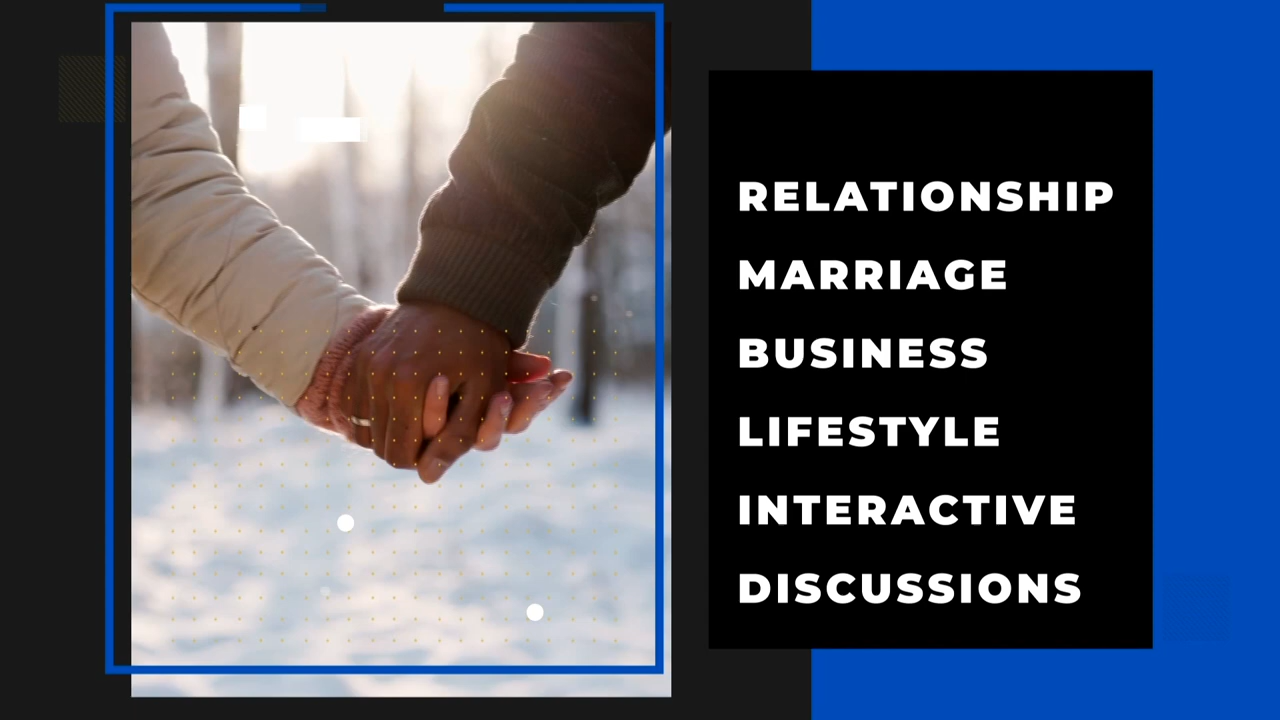 RELATIONSHIP
MARRIAGE
BUSINESS
LIFESTYLE
INTERACTIVE
DISCUSSIONS